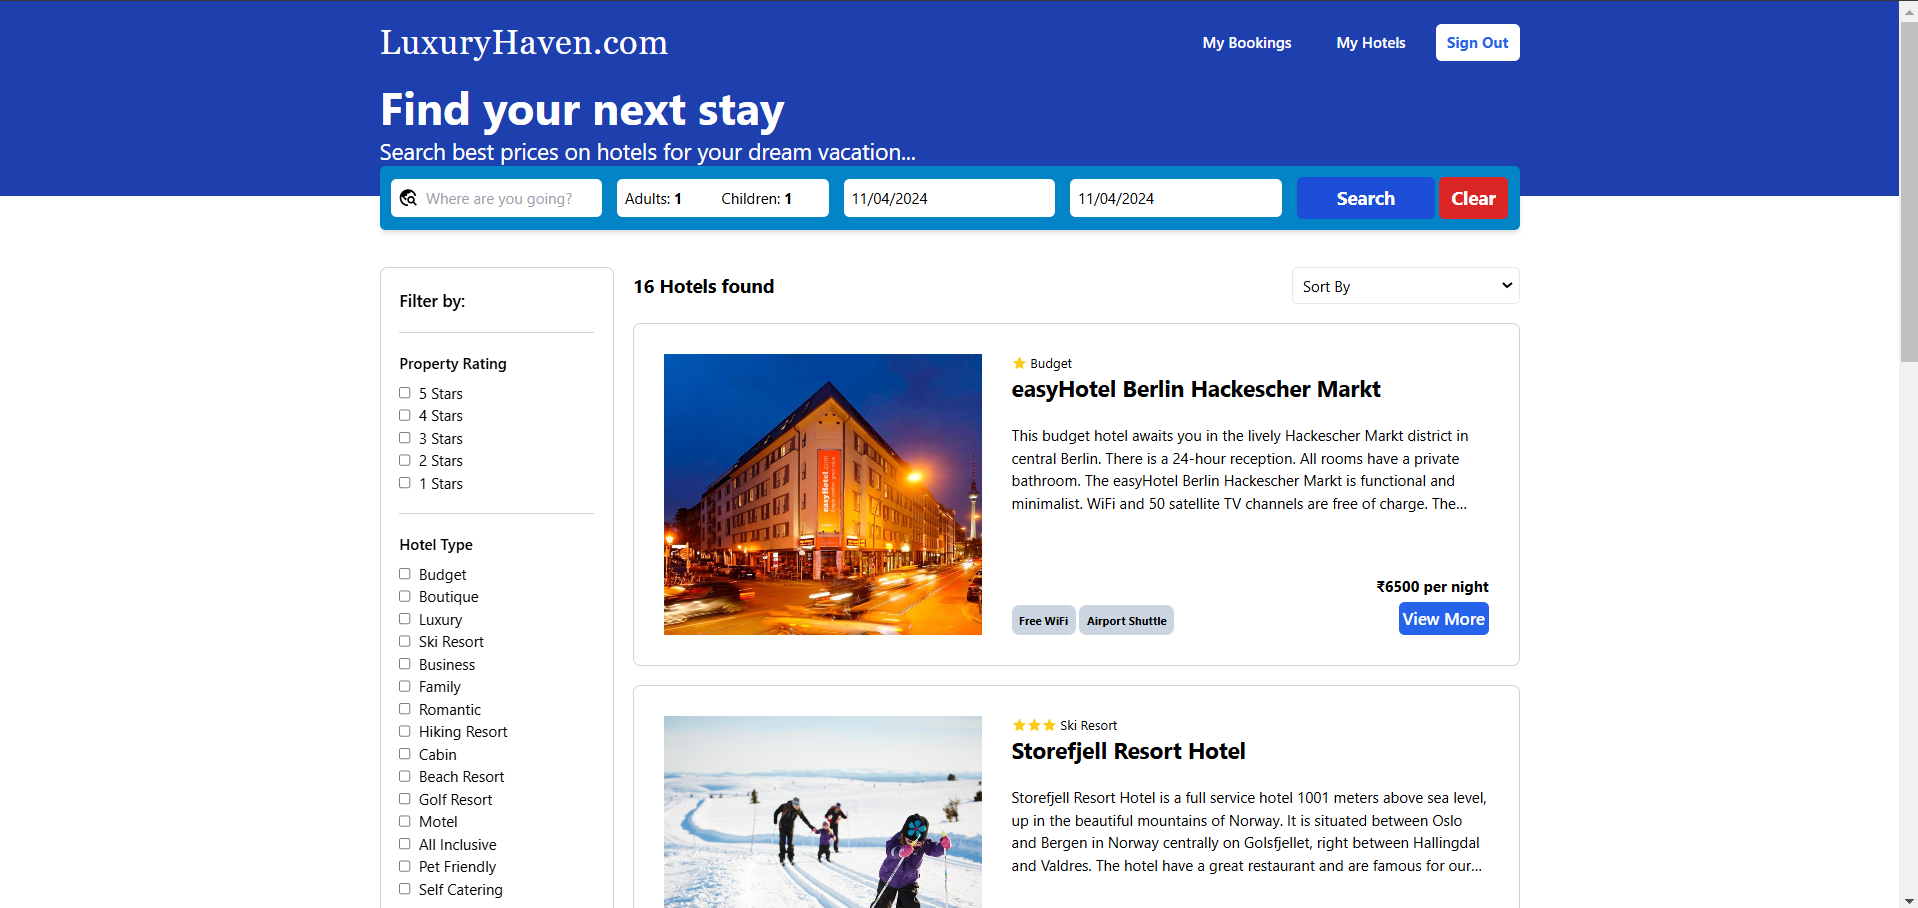 LuxuryHaven.com
My Bookings
My Hotels
Sign Out
Find your next stay
Search best prices on hotels for your dream vacation...
Where are you going?
Adults: 1
Children: 1
11/04/2024
11/04/2024
Search
Clear
Filter by:
Property Rating
5 Stars
4 Stars
3 Stars
2 Stars
1 Stars
Hotel Type
Budget
Boutique
Luxury
Ski Resort
Business
Family
Romantic
Hiking Resort
Cabin
Beach Resort
Golf Resort
Motel
All Inclusive
Pet Friendly
Self Catering
16 Hotels found
Sort By
easyHotel.com
Budget
easyHotel Berlin Hackescher Markt
This budget hotel awaits you in the lively Hackescher Markt district in
central Berlin. There is a 24-hour reception. All rooms have a private
bathroom. The easyHotel Berlin Hackescher Markt is functional and
minimalist. WiFi and 50 satellite TV channels are free of charge. The...
₹6500 per night
Free WiFi
Airport Shuttle
View More
Ski Resort
Storefjell Resort Hotel
Storefjell Resort Hotel is a full service hotel 1001 meters above sea level,
up in the beautiful mountains of Norway. It is situated between Oslo
and Bergen in Norway centrally on Golsfjellet, right between Hallingdal
and Valdres. The hotel have a great restaurant and are famous for our...